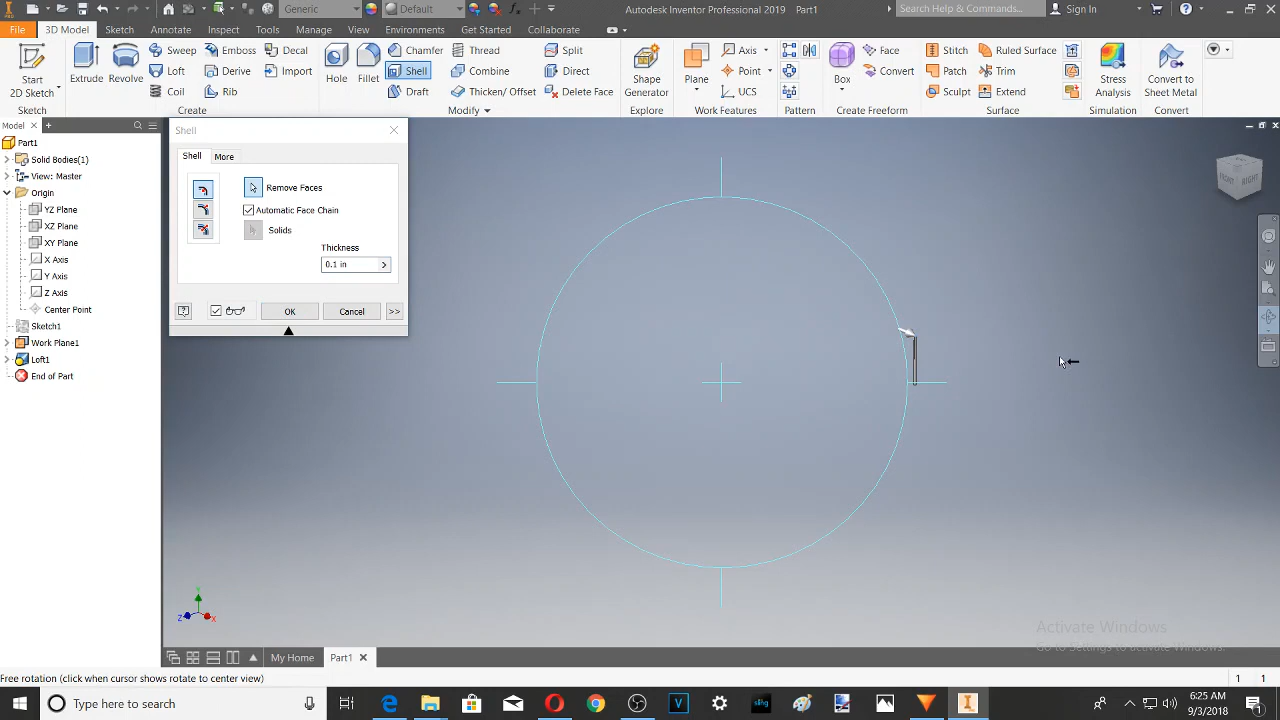 Generic
Default
Autodesk Inventor Professional 2019   Part1
Search Help & Commands...
Sign In
File
3D Model
Sketch
Annotate
Inspect
Tools
Manage
View
Environments
Get Started
Collaborate
Start
2D Sketch
Sketch
Extrude
Revolve
Sweep
Loft
Coil
Emboss
Derive
Rib
Decal
Import
Create
Hole
Fillet
Chamfer
Shell
Draft
Thread
Combine
Thicken/ Offset
Split
Direct
Delete Face
Modify
Shape
Generator
Explore
Plane
Axis
Point
UCS
Work Features
Pattern
Box
Face
Convert
Create Freeform
Stitch
Patch
Sculpt
Ruled Surface
Trim
Extend
Surface
Stress
Analysis
Simulation
Convert to
Sheet Metal
Convert
Model
Part1
Solid Bodies(1)
View: Master
Origin
YZ Plane
XZ Plane
XY Plane
X Axis
Y Axis
Z Axis
Center Point
Sketch1
Work Plane1
Loft1
End of Part
Shell
Shell
More
Remove Faces
Automatic Face Chain
Solids
Thickness
0.1 in
OK
Cancel
>>
FRONT
RIGHT
Z
X
Activate Windows
Go to Settings to activate Windows.
My Home
Part1
Free rotation (click when cursor shows rotate to center view)
1
1
Type here to search
sling
6:25 AM
9/3/2018